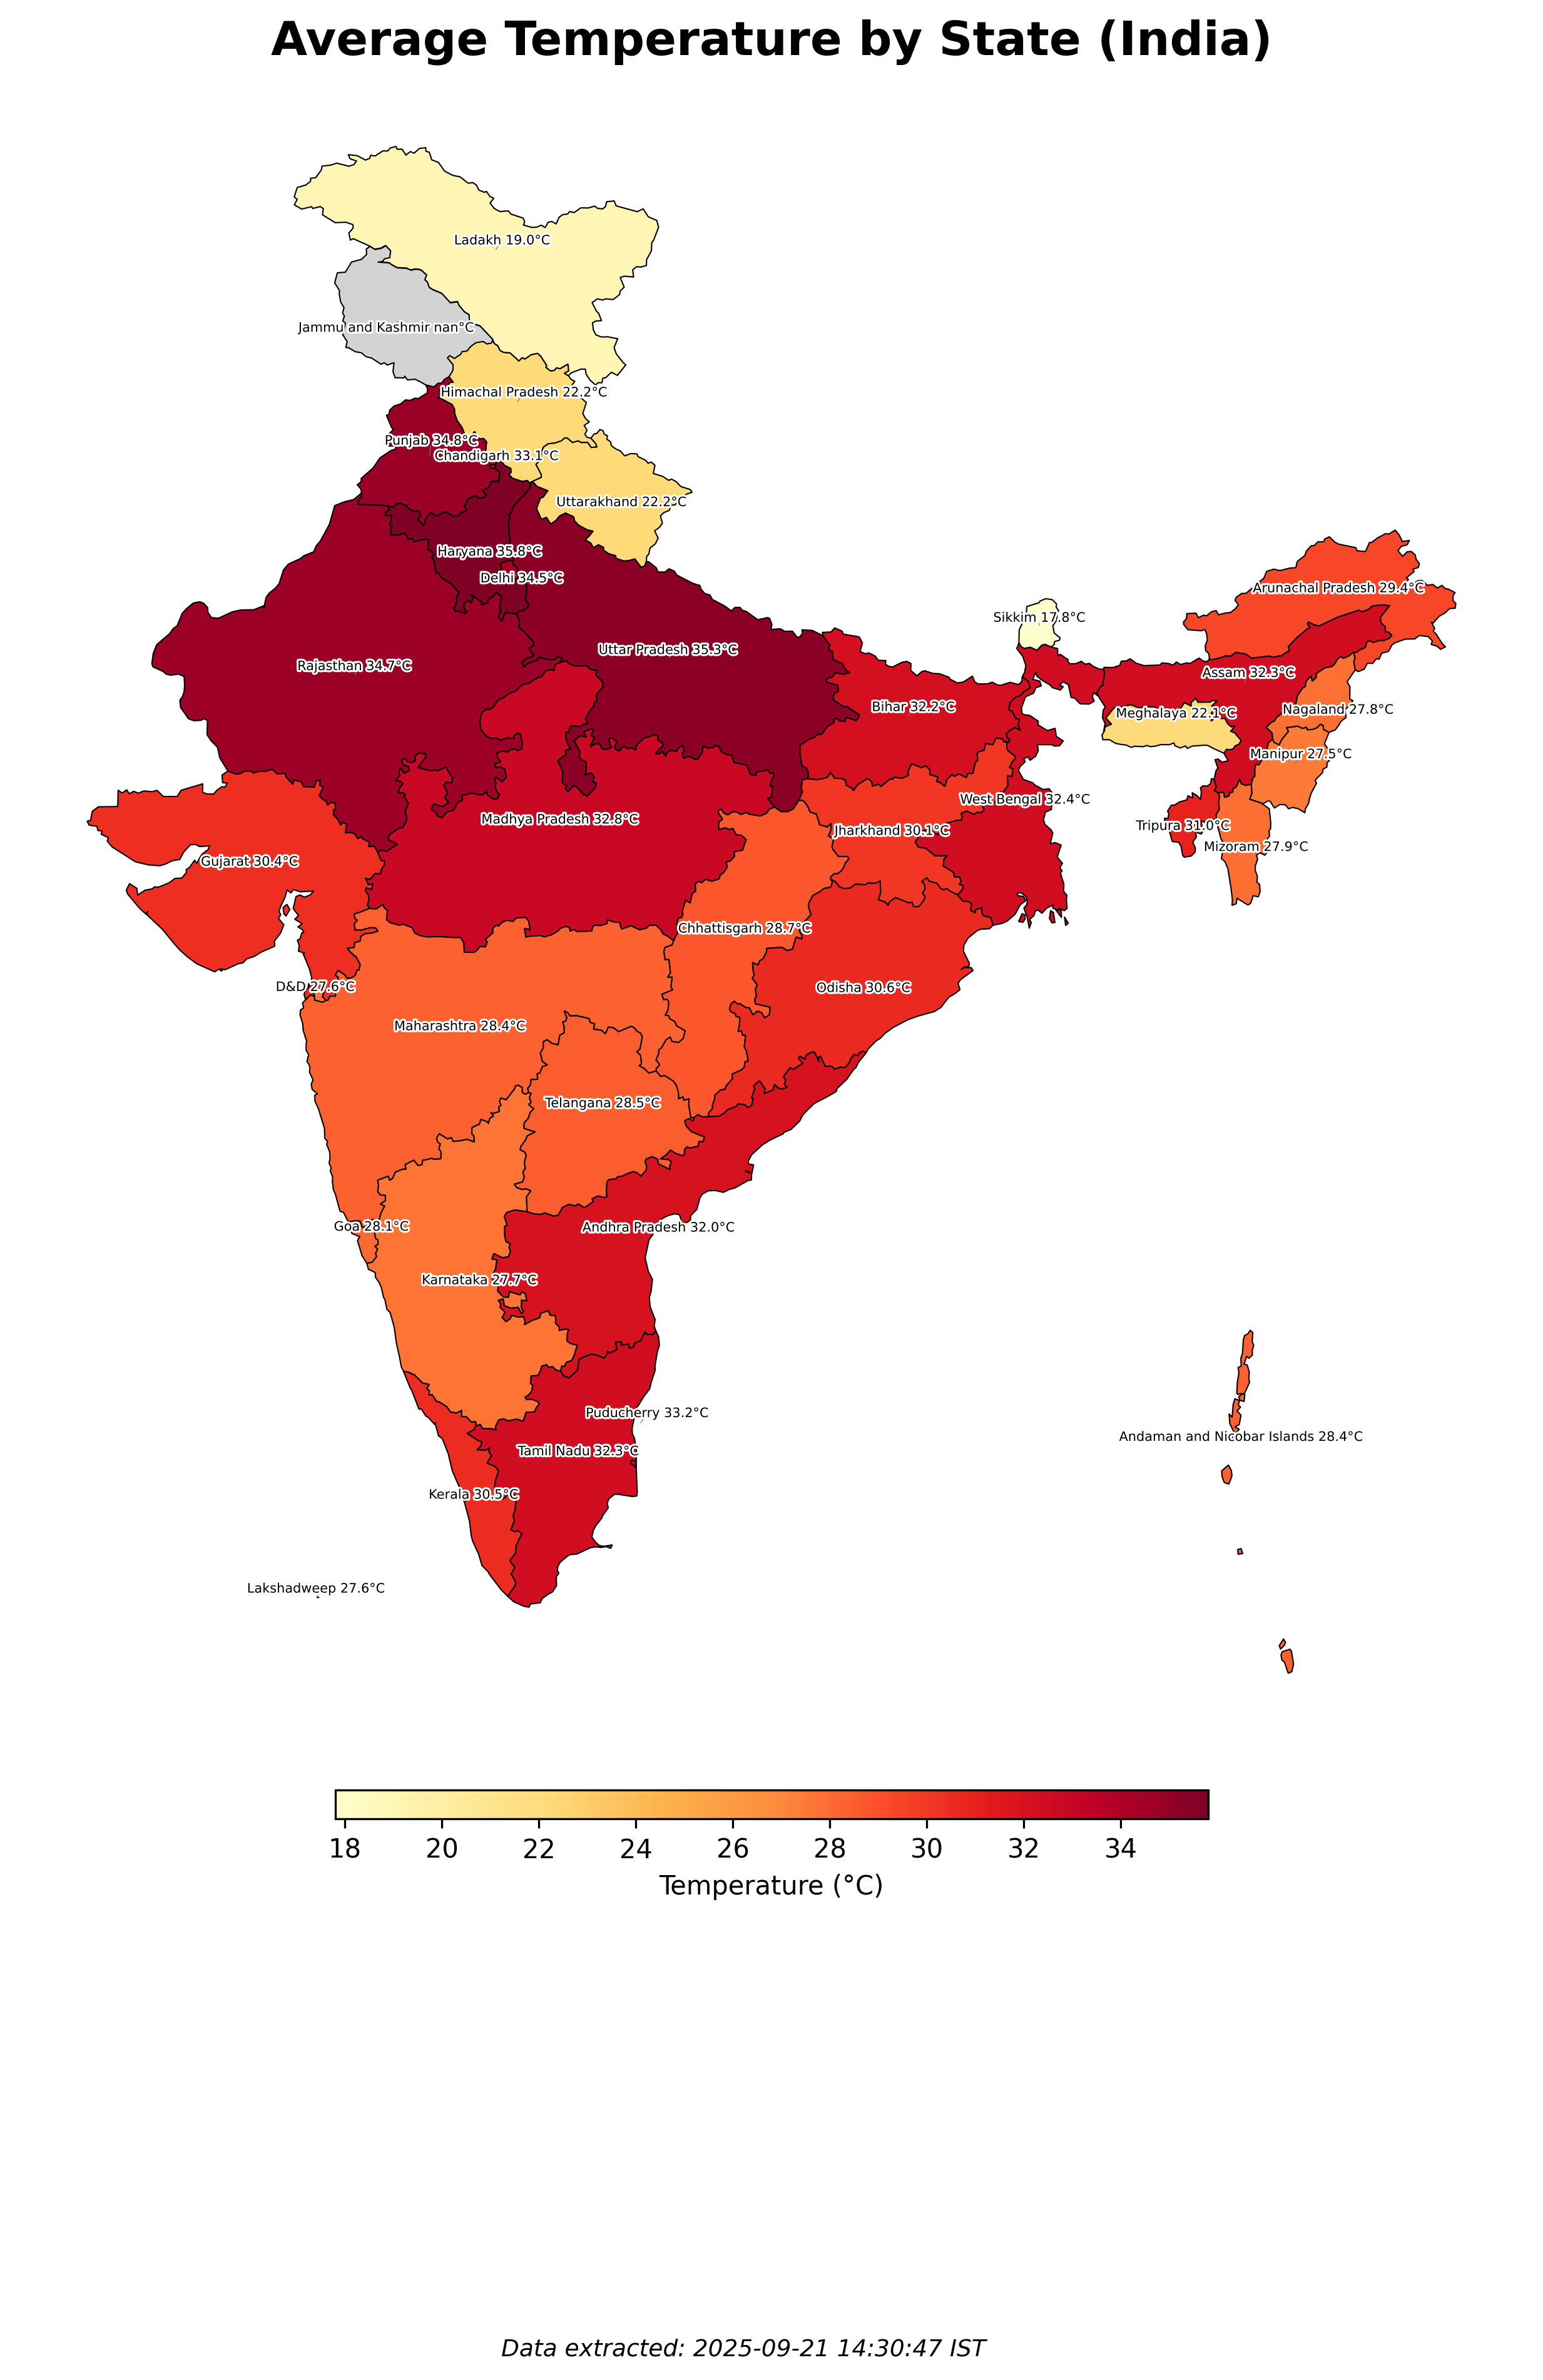 Average Temperature by State (India)
Ladakh 19.0°C
Jammu and Kashmir nan°C
Himachal Pradesh 22.2°C
Punjab 34.8°C
Chandigarh 33.1°C
Uttarakhand 22.2°C
Haryana 35.8°C
Delhi 34.5°C
Arunachal Pradesh 29.4°C
Sikkim 17.8°C
Uttar Pradesh 35.3°C
Rajasthan 34.7°C
Assam 32.3°C
Bihar 32.2°C
Meghalaya 22.1°C
Nagaland 27.8°C
Manipur 27.5°C
West Bengal 32.4°C
Madhya Pradesh 32.8°C
Jharkhand 30.1°C
Tripura 31.0°C
Mizoram 27.9°C
Gujarat 30.4°C
Chhattisgarh 28.7°C
D&D 27.6°C
Odisha 30.6°C
Maharashtra 28.4°C
Telangana 28.5°C
Goa 28.1°C
Andhra Pradesh 32.0°C
Karnataka 27.7°C
Puducherry 33.2°C
Andaman and Nicobar Islands 28.4°C
Tamil Nadu 32.3°C
Kerala 30.5°C
Lakshadweep 27.6°C
18 20 22 24 26 28 30 32 34
Temperature (°C)
Data extracted: 2025-09-21 14:30:47 IST